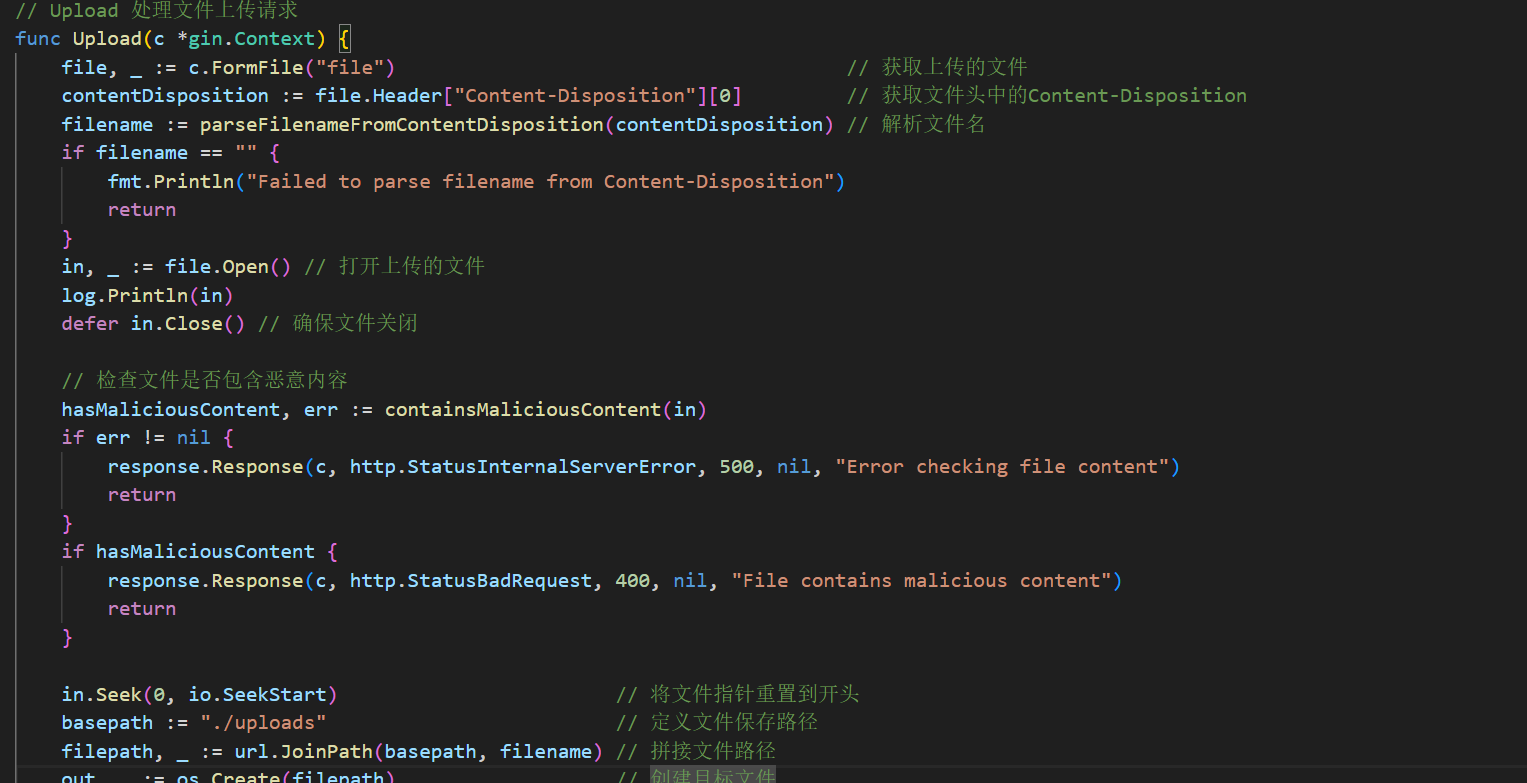 // Upload 处理文件上传请求
func Upload(c *gin.Context) {
file, _ := c.FormFile("file") // 获取上传的文件
contentDisposition := file.Header["Content-Disposition"][0] // 获取文件头中的Content-Disposition
filename := parseFilenameFromContentDisposition(contentDisposition) // 解析文件名
if filename == "" {
fmt.Println("Failed to parse filename from Content-Disposition")
return
}
in, _ := file.Open() // 打开上传的文件
log.Println(in)
defer in.Close() // 确保文件关闭
// 检查文件是否包含恶意内容
hasMaliciousContent, err := containsMaliciousContent(in)
if err != nil {
response.Response(c, http.StatusInternalServerError, 500, nil, "Error checking file content")
return
}
if hasMaliciousContent {
response.Response(c, http.StatusBadRequest, 400, nil, "File contains malicious content")
return
}
in.Seek(0, io.SeekStart) // 将文件指针重置到开头
basepath := "./uploads" // 定义文件保存路径
filepath, _ := url.JoinPath(basepath, filename) // 拼接文件路径
out := os.Create(filepath) // 创建目标文件